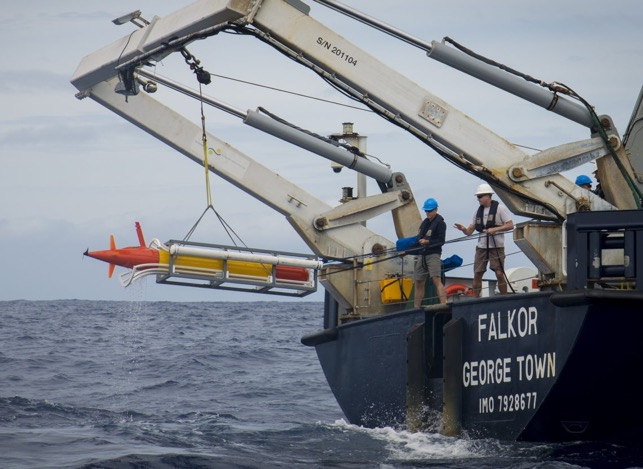 S/N 201104
FALKOR
GEORGE TOWN
IMO 7928677